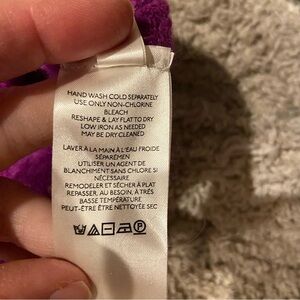 HAND WASH COLD SEPARATELY
USE ONLY NON-CHLORINE
BLEACH
RESHAPE & LAY FLAT TO DRY
LOW IRON AS NEEDED
MAY BE DRY CLEANED
LAVER À LA MAIN À L'EAU FROIDE
SÉPARÉMEN
UTILISER UN AGENT DE
BLANCHIMENT SANS CHLORE SI
NÉCESSAIRE
REMODELER ET SÉCHER À PLAT
REPASSER, AU BESOIN, À TRÈS
BASSE TEMPÉRATURE
PEUT-ÊTRE ÊTRE NETTOYÉE SEC